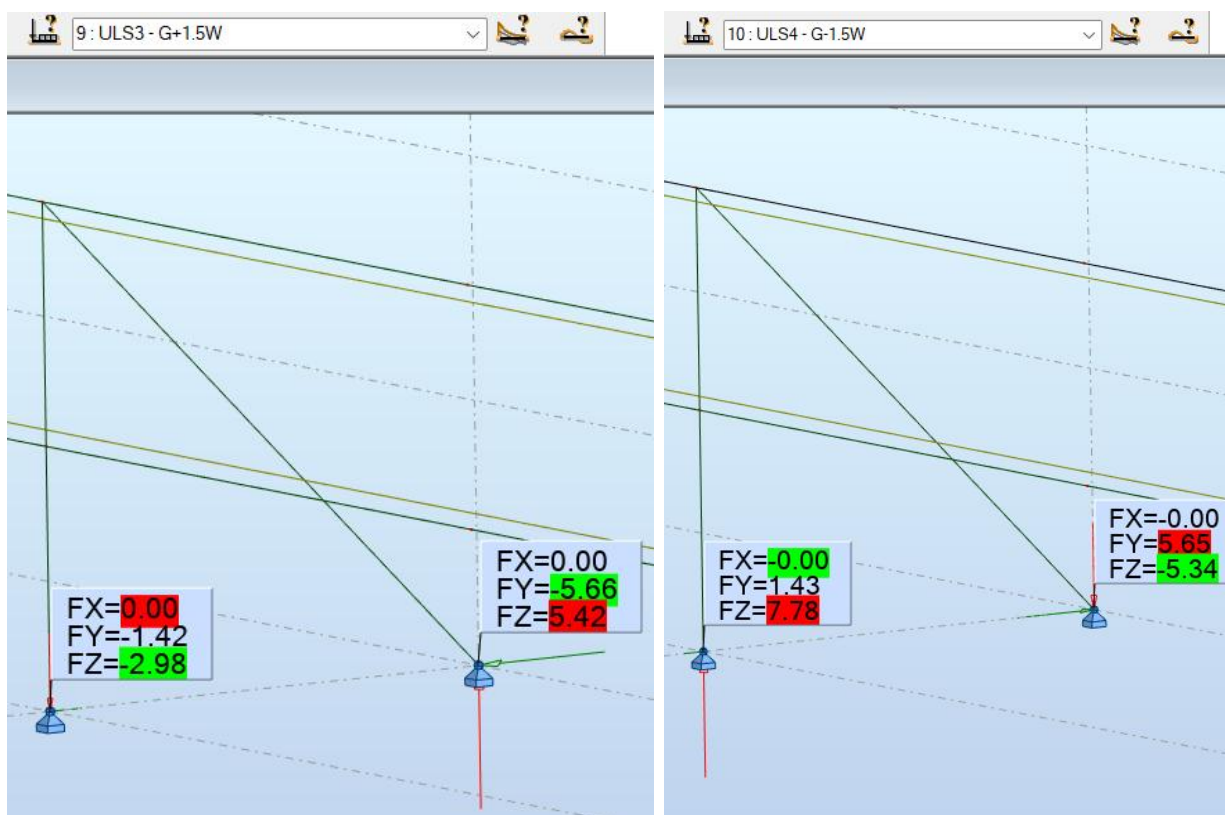 9 : ULS3 - G+1.5W
FX=0.00
FY=-5.66
FZ=5.42
FX=0.00
FY=-1.42
FZ=-2.98
10 : ULS4 - G-1.5W
FX=-0.00
FY=5.65
FZ=-5.34
FX=-0.00
FY=1.43
FZ=7.78